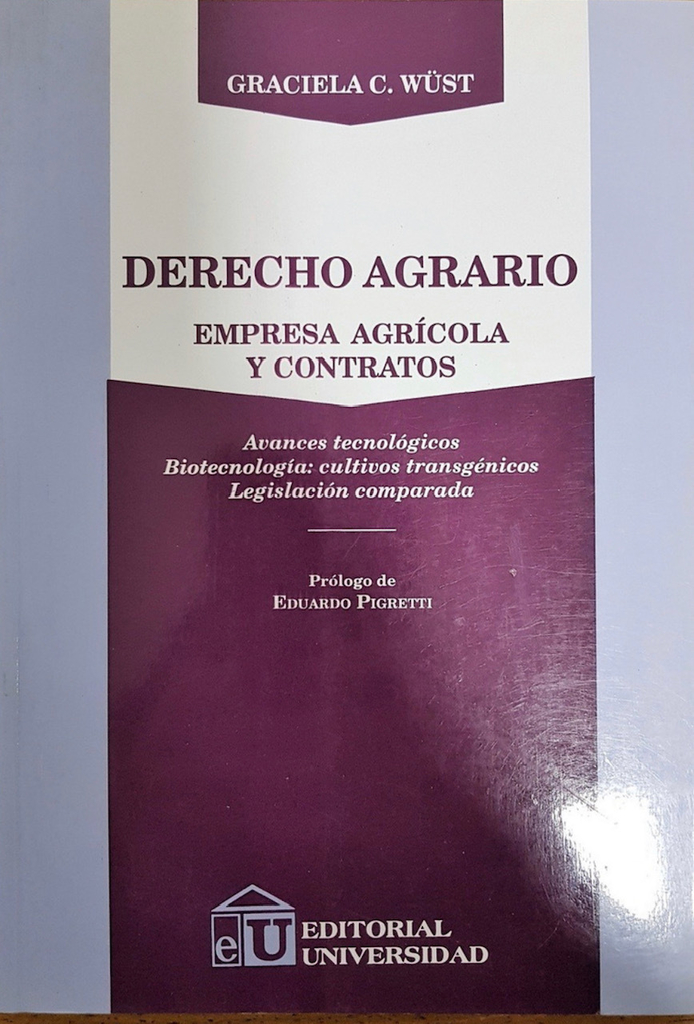 GRACIELA C. WÜST
DERECHO AGRARIO
EMPRESA AGRÍCOLA
Y CONTRATOS
Avances tecnológicos
Biotecnología: cultivos transgénicos
Legislación comparada
Prólogo de
EDUARDO PIGRETTI
eU EDITORIAL
UNIVERSIDAD